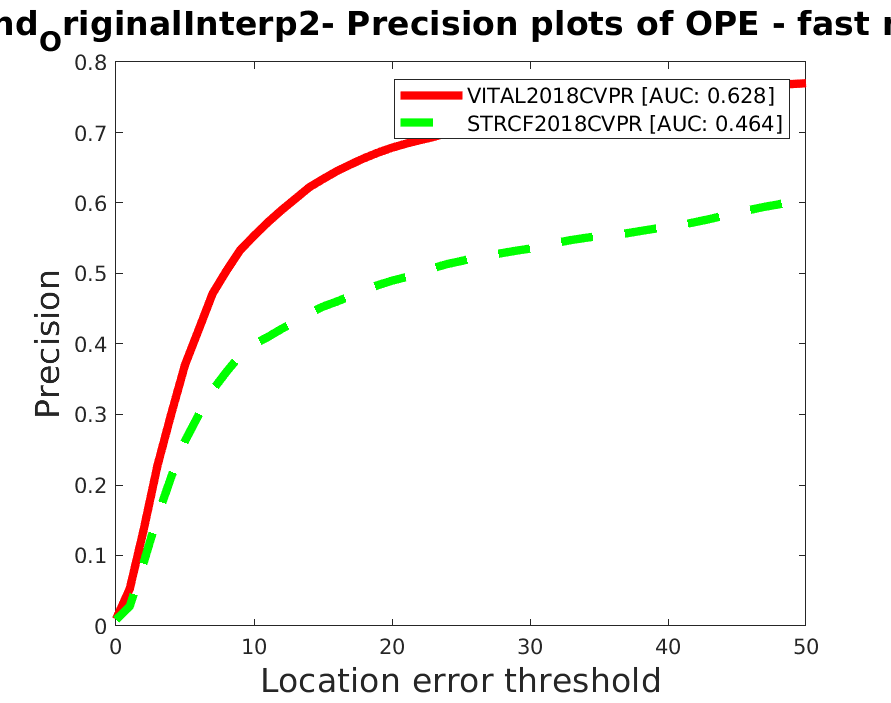 nd_originalInterp2- Precision plots of OPE - fast
0.8
VITAL2018CVPR [AUC: 0.628]
STRCF2018CVPR [AUC: 0.464]
0.7
0.6
0.5
0.4
0.3
0.2
0.1
0
Precision
0 10 20 30 40 50
Location error threshold